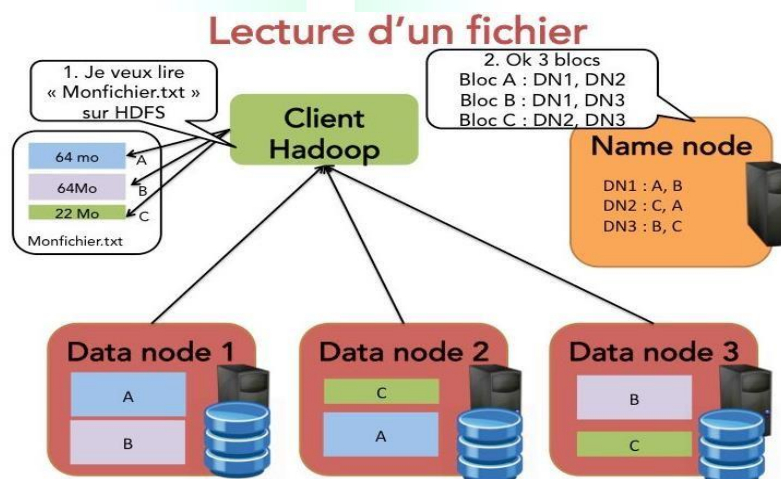 Lecture d'un fichier
1. Je veux lire
« Monfichier.txt »
sur HDFS
2. Ok 3 blocs
Bloc A : DN1, DN2
Bloc B : DN1, DN3
Bloc C : DN2, DN3
Client
Hadoop
Name node
DN1 : A, B
DN2 : C, A
DN3 : B, C
64 mo
A
64Mo
B
22 Mo
C
Monfichier.txt
Data node 1
A
B
Data node 2
C
A
Data node 3
B
C